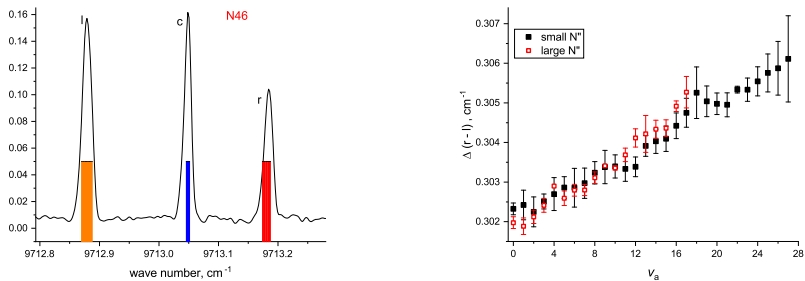 N46
l
c
r
0.16
0.14
0.12
0.10
0.08
0.06
0.04
0.02
0.00
9712.8 9712.9 9713.0 9713.1 9713.2
wave number, cm⁻¹
small N"
large N"
0.307
0.306
0.305
0.304
0.303
0.302
Δ (r - l) , cm⁻¹
0 4 8 12 16 20 24 28
νₐ